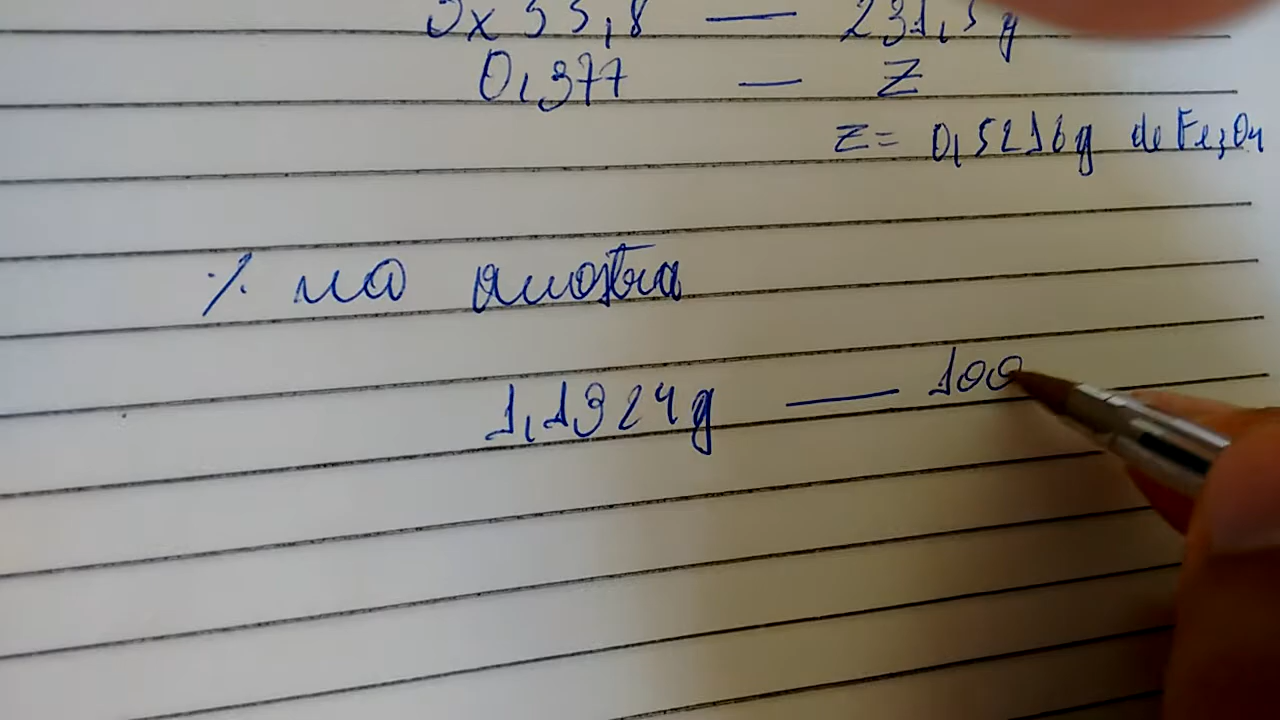 3x 55,8 — 231,5 g
0,377 — Z
Z= 0,5216g de Fe3O4
% na amostra
1,1324g — 100